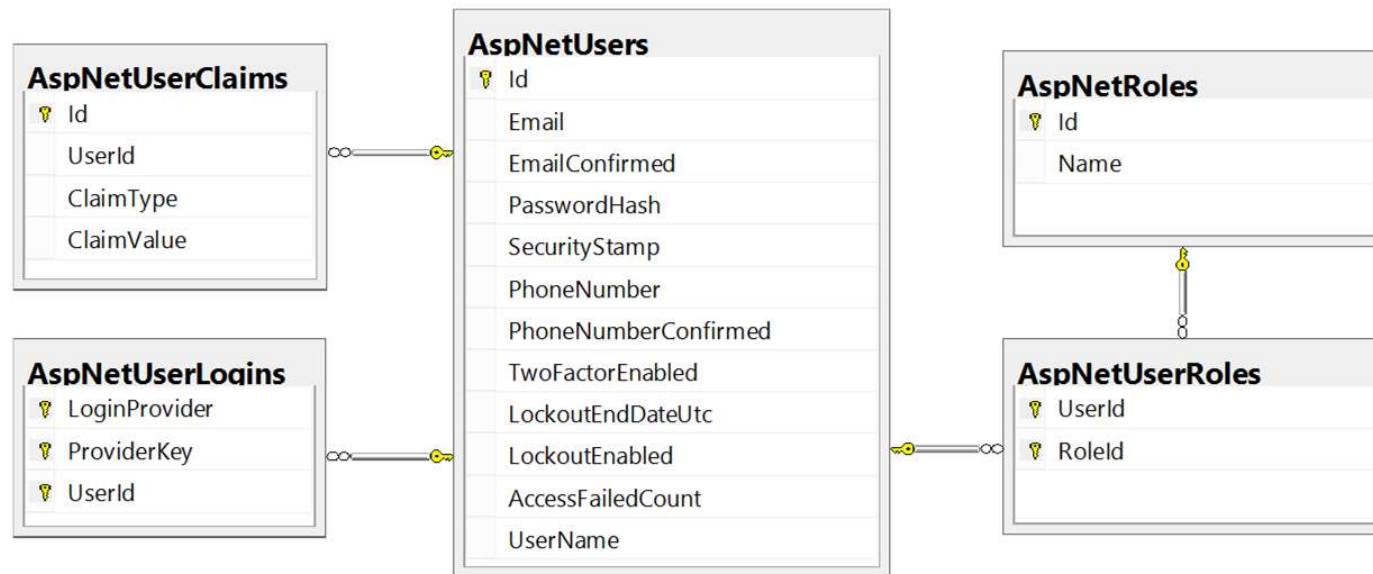 AspNetUserClaims
Id
UserId
ClaimType
ClaimValue
AspNetUserLogins
LoginProvider
ProviderKey
UserId
AspNetUsers
Id
Email
EmailConfirmed
PasswordHash
SecurityStamp
PhoneNumber
PhoneNumberConfirmed
TwoFactorEnabled
LockoutEndDateUtc
LockoutEnabled
AccessFailedCount
UserName
AspNetRoles
Id
Name
AspNetUserRoles
UserId
RoleId